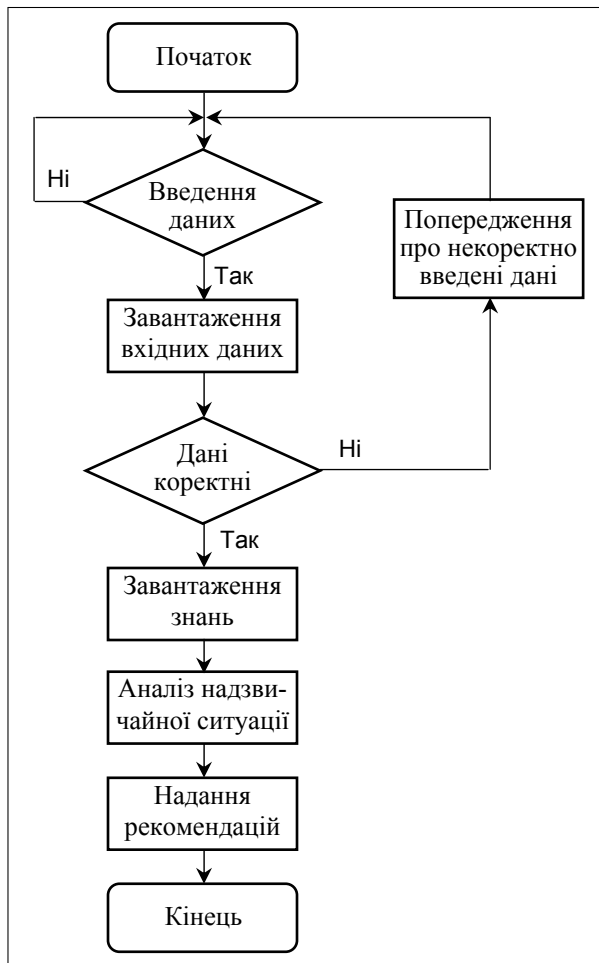 Початок
Ні
Введення
даних
Попередження
про некоректно
введені дані
Так
Завантаження
вхідних даних
Дані
коректні
Ні
Так
Завантаження
знань
Аналіз надзви-
чайної ситуації
Надання
рекомендацій
Кінець